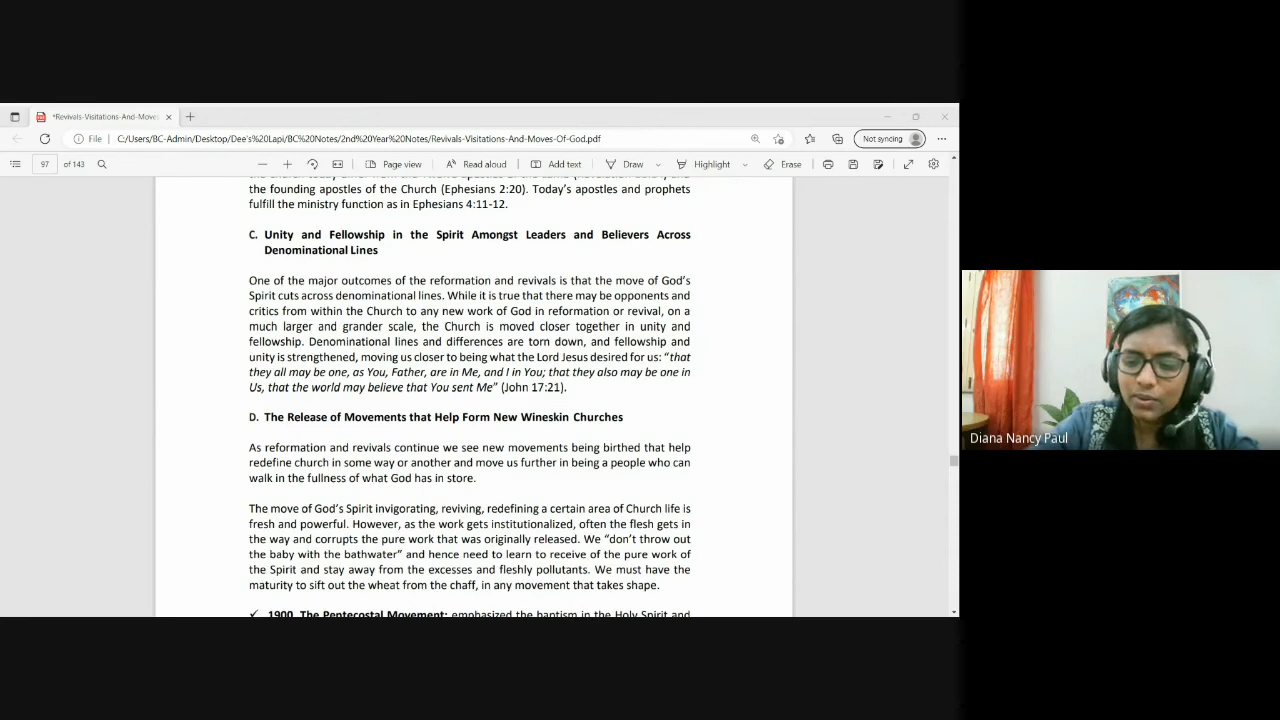 *Revivals-Visitations-And-Moves
File
C:/Users/BC-Admin/Desktop/Dee's%20Lapi/BC%20Notes/2nd%20Year%20Notes/Revivals-Visitations-And-Moves-Of-God.pdf
Not syncing
97 of 143
Page view
Read aloud
Add text
Draw
Highlight
Erase
the founding apostles of the Church (Ephesians 2:20). Today's apostles and prophets
fulfill the ministry function as in Ephesians 4:11-12.
C. Unity and Fellowship in the Spirit Amongst Leaders and Believers Across
Denominational Lines
One of the major outcomes of the reformation and revivals is that the move of God's
Spirit cuts across denominational lines. While it is true that there may be opponents and
critics from within the Church to any new work of God in reformation or revival, on a
much larger and grander scale, the Church is moved closer together in unity and
fellowship. Denominational lines and differences are torn down, and fellowship and
unity is strengthened, moving us closer to being what the Lord Jesus desired for us: “that
they all may be one, as You, Father, are in Me, and I in You; that they also may be one in
Us, that the world may believe that You sent Me” (John 17:21).
D. The Release of Movements that Help Form New Wineskin Churches
As reformation and revivals continue we see new movements being birthed that help
redefine church in some way or another and move us further in being a people who can
walk in the fullness of what God has in store.
The move of God's Spirit invigorating, reviving, redefining a certain area of Church life is
fresh and powerful. However, as the work gets institutionalized, often the flesh gets in
the way and corrupts the pure work that was originally released. We “don't throw out
the baby with the bathwater” and hence need to learn to receive of the pure work of
the Spirit and stay away from the excesses and fleshly pollutants. We must have the
maturity to sift out the wheat from the chaff, in any movement that takes shape.
✓ 1900, The Pentecostal Movement: emphasized the baptism in the Holy Spirit and
Diana Nancy Paul